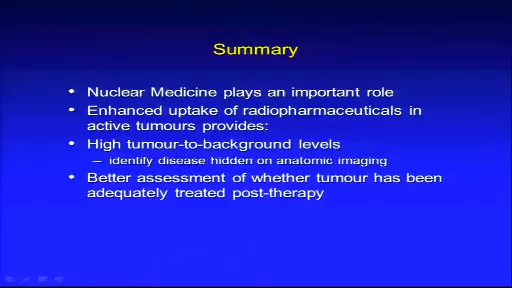 Summary
• Nuclear Medicine plays an important role
• Enhanced uptake of radiopharmaceuticals in
active tumours provides:
• High tumour-to-background levels
– identify disease hidden on anatomic imaging
• Better assessment of whether tumour has been
adequately treated post-therapy